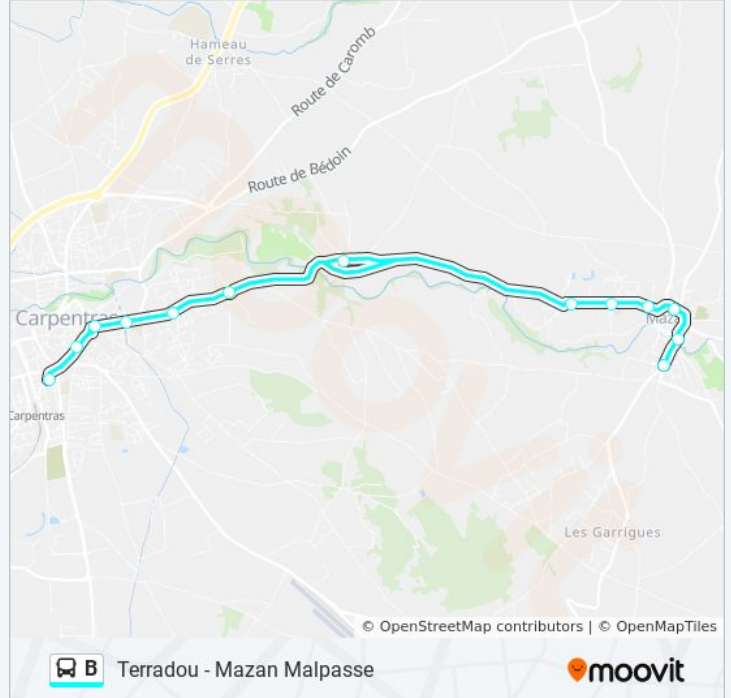 Hameau
de Serres
Route de Caromb
Route de Bédoin
Carpentras
Mazan
Carpentras
Les Garrigues
© OpenStreetMap contributors | © OpenMapTiles
B Terradou - Mazan Malpasse
moovit